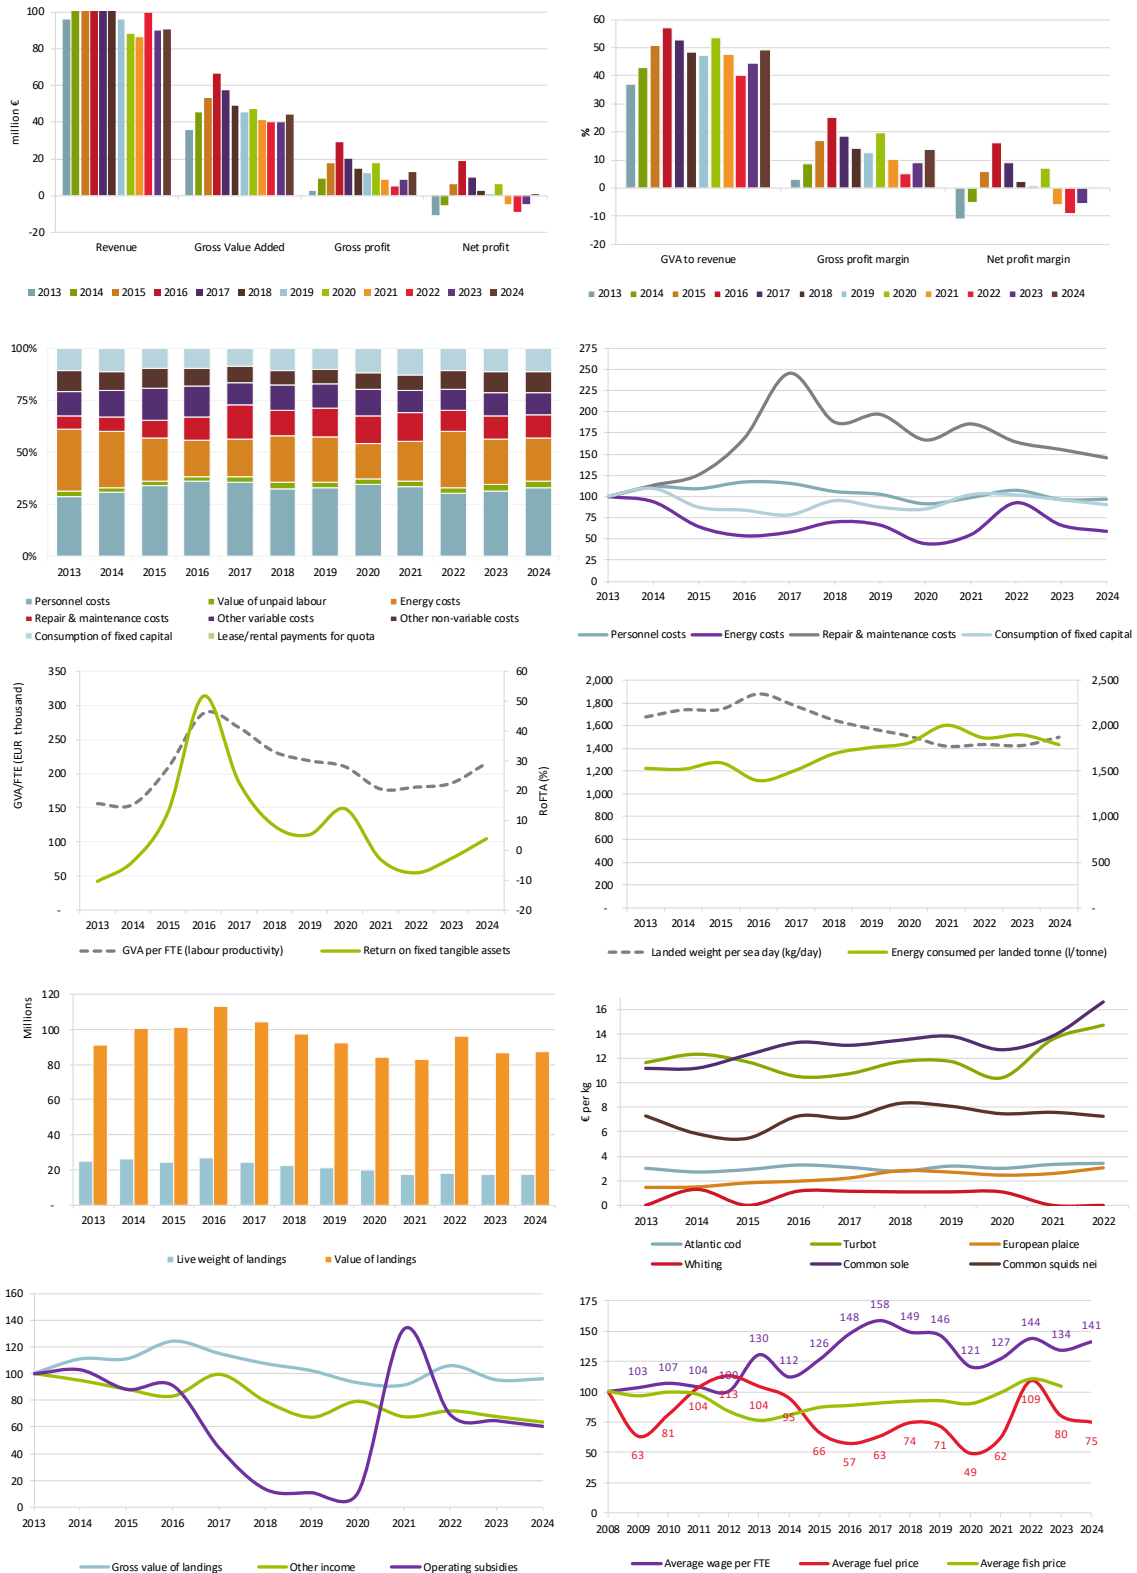 100
80
60
40
20
0
-20
million €
Revenue
Gross Value Added
Gross profit
Net profit
2013 2014 2015 2016 2017 2018 2019 2020 2021 2022 2023 2024
60
50
40
30
20
10
0
-10
-20
%
GVA to revenue
Gross profit margin
Net profit margin
2013 2014 2015 2016 2017 2018 2019 2020 2021 2022 2023 2024
100%
75%
50%
25%
0%
2013 2014 2015 2016 2017 2018 2019 2020 2021 2022 2023 2024
Personnel costs Value of unpaid labour Energy costs
Repair & maintenance costs Other variable costs Other non-variable costs
Consumption of fixed capital Lease/rental payments for quota
275
250
225
200
175
150
125
100
75
50
25
0
2013 2014 2015 2016 2017 2018 2019 2020 2021 2022 2023 2024
Personnel costs Energy costs Repair & maintenance costs Consumption of fixed capital
350
300
250
200
150
100
50
-
GVA/FTE (EUR thousand)
60
50
40
30
20
10
0
-10
-20
RoFTA (%)
2013 2014 2015 2016 2017 2018 2019 2020 2021 2022 2023 2024
GVA per FTE (labour productivity) Return on fixed tangible assets
2,000
1,800
1,600
1,400
1,200
1,000
800
600
400
200
-
2,500
2,000
1,500
1,000
500
-
2013 2014 2015 2016 2017 2018 2019 2020 2021 2022 2023 2024
Landed weight per sea day (kg/day) Energy consumed per landed tonne (l/tonne)
Millions
120
100
80
60
40
20
-
2013 2014 2015 2016 2017 2018 2019 2020 2021 2022 2023 2024
Live weight of landings Value of landings
€ per kg
16
14
12
10
8
6
4
2
0
2013 2014 2015 2016 2017 2018 2019 2020 2021 2022
Atlantic cod Turbot European plaice
Whiting Common sole Common squids nei
160
140
120
100
80
60
40
20
0
2013 2014 2015 2016 2017 2018 2019 2020 2021 2022 2023 2024
Gross value of landings Other income Operating subsidies
175
150
125
100
75
50
25
0
103 107 104 100 130 112 126 148 158 149 146 121 127 144 134 141
63 81 104 113 104 95 66 57 63 74 71 49 62 109 80 75
2008 2009 2010 2011 2012 2013 2014 2015 2016 2017 2018 2019 2020 2021 2022 2023 2024
Average wage per FTE Average fuel price Average fish price